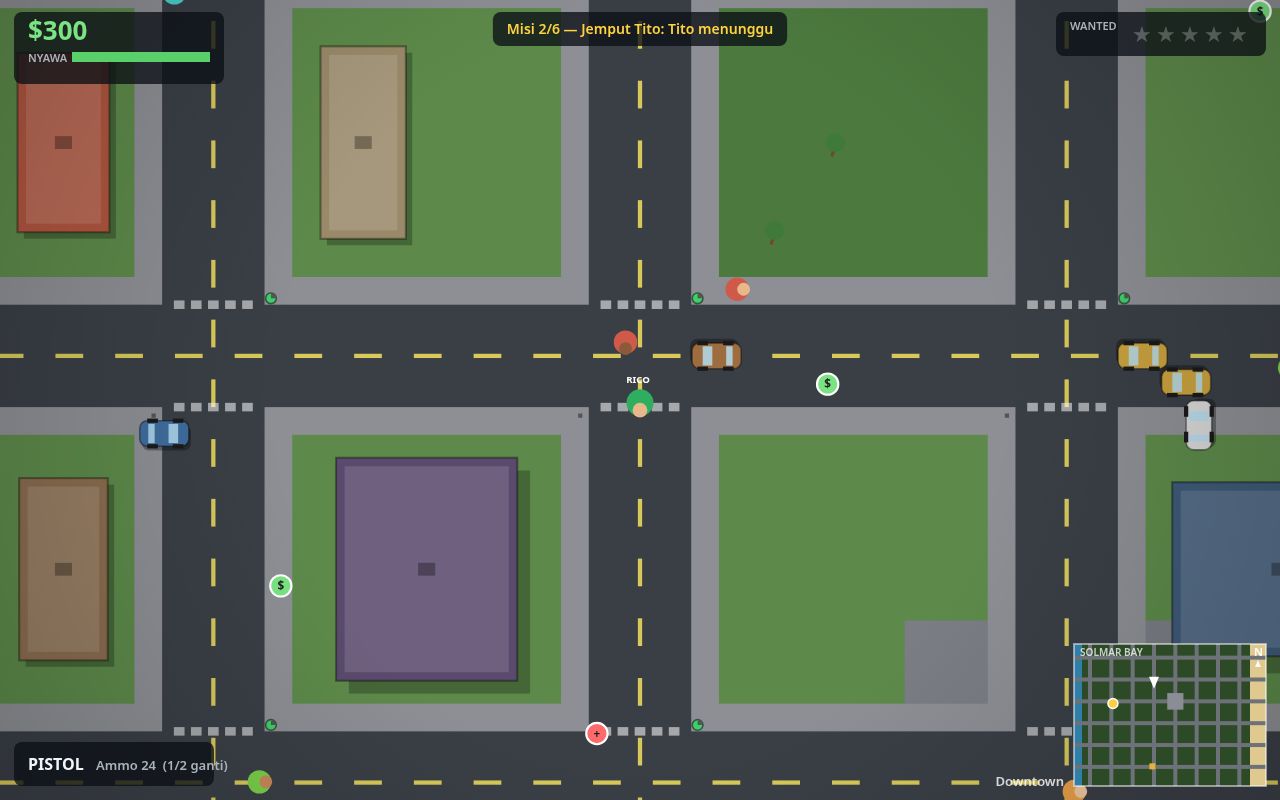 $300
NYAWA
Misi 2/6 — Jemput Tito: Tito menunggu
WANTED
$
RICO
$
$
+
SOLMAR BAY
N
PISTOL Ammo 24 (1/2 ganti)
Downtown